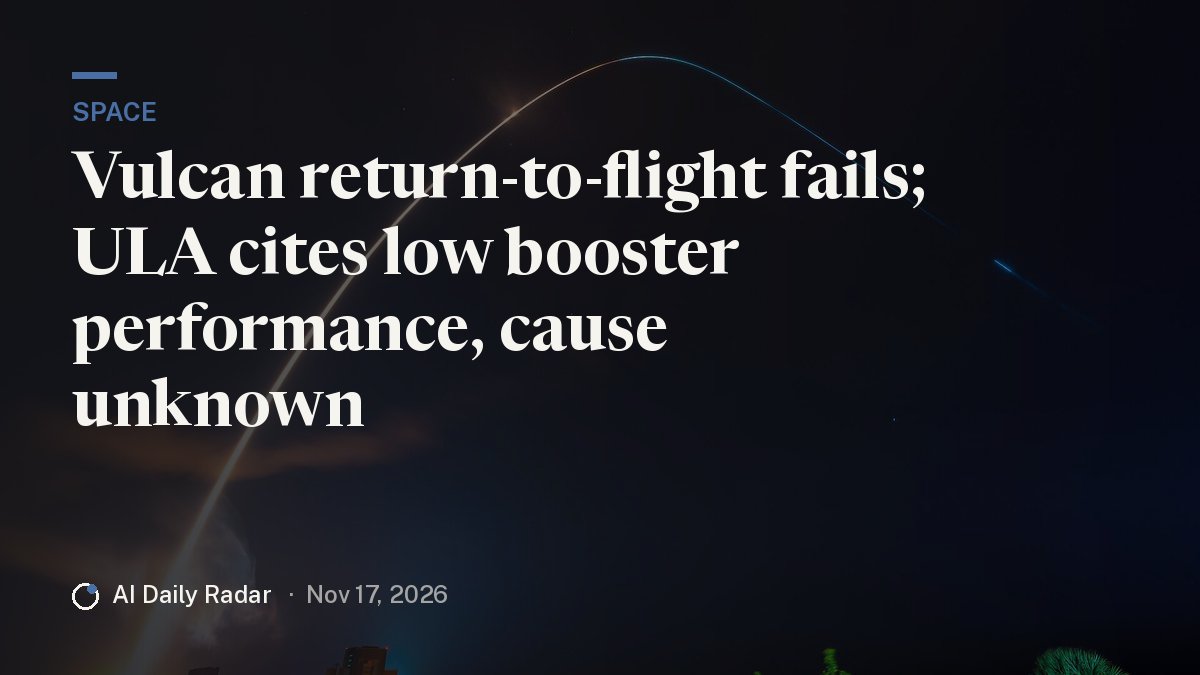 SPACE
Vulcan return-to-flight fails;
ULA cites low booster
performance, cause
unknown
AI Daily Radar · Nov 17, 2026